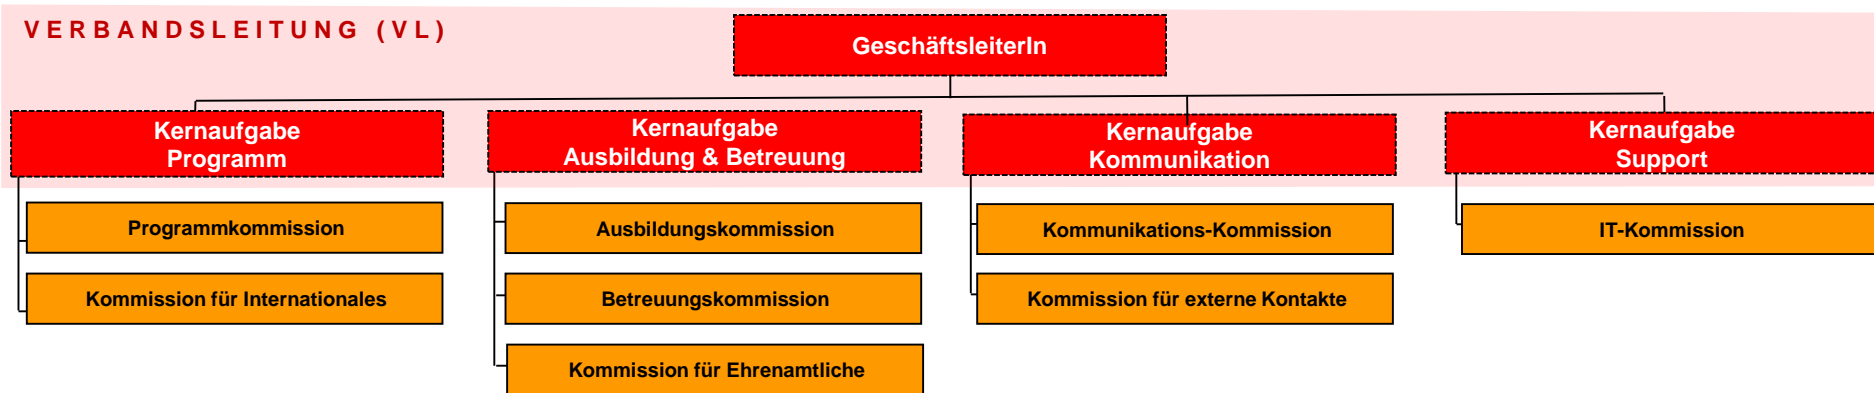 VERBANDSLEITUNG (VL)
GeschäftsleiterIn
Kernaufgabe
Programm
Kernaufgabe
Ausbildung & Betreuung
Kernaufgabe
Kommunikation
Kernaufgabe
Support
Programmkommission
Ausbildungskommission
Kommunikations-Kommission
IT-Kommission
Kommission für Internationales
Betreuungskommission
Kommission für externe Kontakte
Kommission für Ehrenamtliche